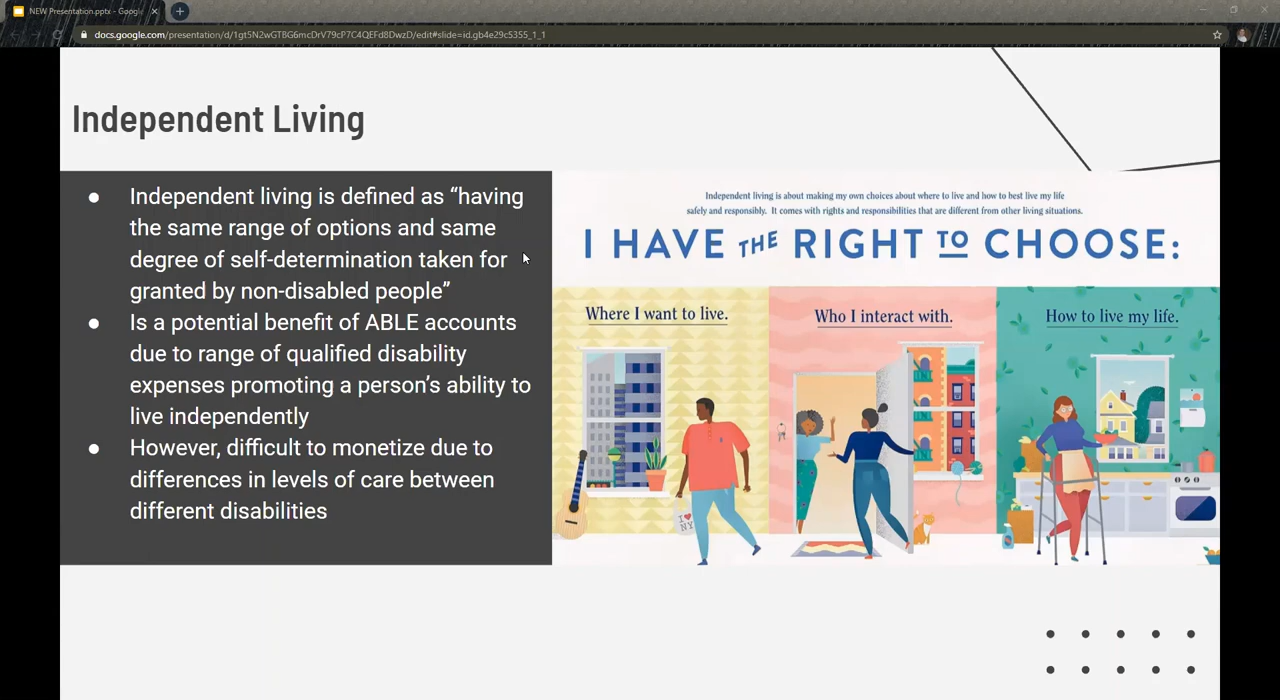 NEW Presentation.pptx - Googl
docs.google.com/presentation/d/1gt5N2wGTBG6mcDrV79cP7C4QEFd8DwzD/edit#slide=id.gb4e29c5355_1_1
Independent Living
● Independent living is defined as “having
the same range of options and same
degree of self-determination taken for
granted by non-disabled people”
● Is a potential benefit of ABLE accounts
due to range of qualified disability
expenses promoting a person’s ability to
live independently
● However, difficult to monetize due to
differences in levels of care between
different disabilities
Independent living is about making my own choices about where to live and how to best live my life
safely and responsibly. It comes with rights and responsibilities that are different from other living situations.
I HAVE THE RIGHT TO CHOOSE:
Where I want to live.
Who I interact with.
How to live my life.
I ♥
NY